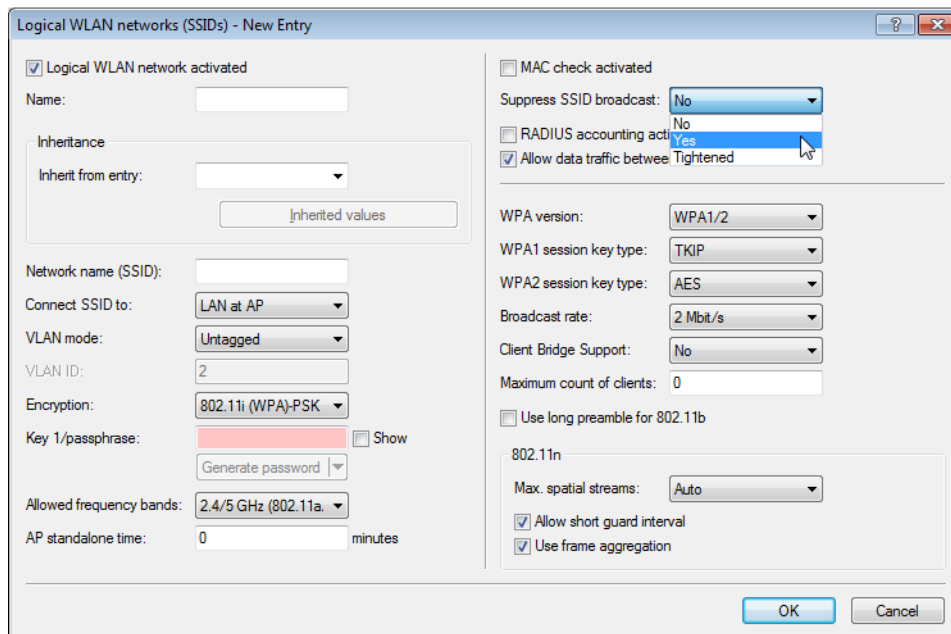 Logical WLAN networks (SSIDs) - New Entry
Logical WLAN network activated
Name:
Inheritance
Inherit from entry:
Inherited values
Network name (SSID):
Connect SSID to: LAN at AP
VLAN mode: Untagged
VLAN ID: 2
Encryption: 802.11i (WPA)-PSK
Key 1/passphrase: Show
Generate password
Allowed frequency bands: 2.4/5 GHz (802.11a.
AP standalone time: 0 minutes
MAC check activated
Suppress SSID broadcast: No
No
RADIUS accounting acti Yes
Allow data traffic betwee Tightened
WPA version: WPA1/2
WPA1 session key type: TKIP
WPA2 session key type: AES
Broadcast rate: 2 Mbit/s
Client Bridge Support: No
Maximum count of clients: 0
Use long preamble for 802.11b
802.11n
Max. spatial streams: Auto
Allow short guard interval
Use frame aggregation
OK Cancel